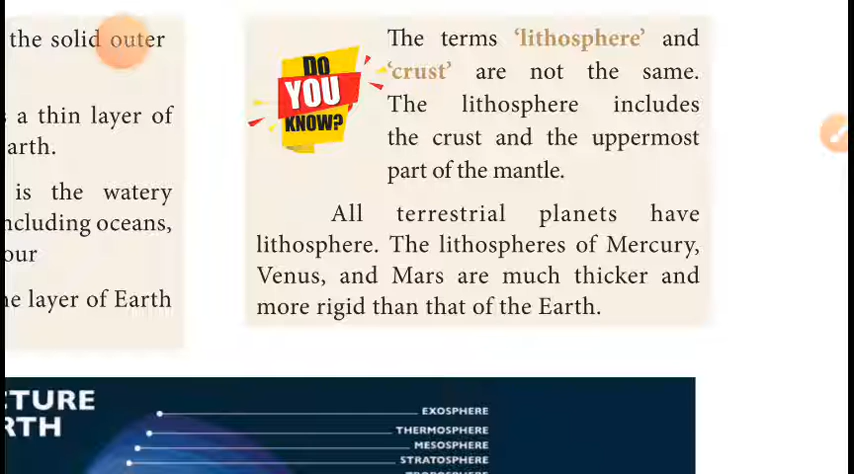 the solid outer
a thin layer of
arth.
is the watery
ncluding oceans,
our
e layer of Earth
DO
YOU
KNOW?
The terms ‘lithosphere’ and
‘crust’ are not the same.
The lithosphere includes
the crust and the uppermost
part of the mantle.
All terrestrial planets have
lithosphere. The lithospheres of Mercury,
Venus, and Mars are much thicker and
more rigid than that of the Earth.
CTURE
RTH
EXOSPHERE
THERMOSPHERE
MESOSPHERE
STRATOSPHERE